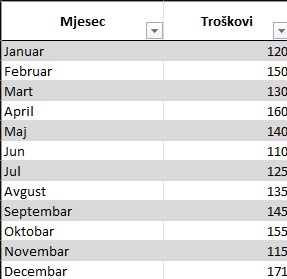 Mjesec Troškovi
Januar 120
Februar 150
Mart 130
April 160
Maj 140
Jun 110
Jul 125
Avgust 135
Septembar 145
Oktobar 155
Novembar 115
Decembar 171